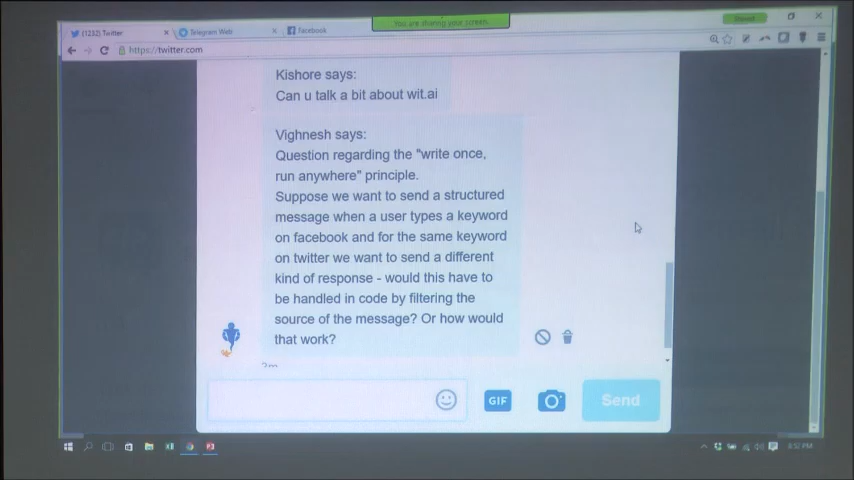 You are sharing your screen.
(1232) Twitter
Telegram Web
Facebook
https://twitter.com
Kishore says:
Can u talk a bit about wit.ai
Vighnesh says:
Question regarding the "write once,
run anywhere" principle.
Suppose we want to send a structured
message when a user types a keyword
on facebook and for the same keyword
on twitter we want to send a different
kind of response - would this have to
be handled in code by filtering the
source of the message? Or how would
that work?
GIF
Send